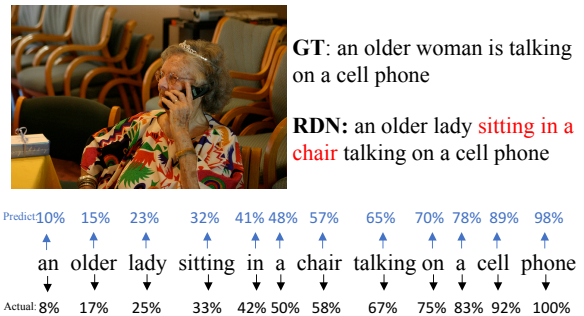 GT: an older woman is talking
on a cell phone
RDN: an older lady sitting in a
chair talking on a cell phone
Predict: 10% 15% 23% 32% 41% 48% 57% 65% 70% 78% 89% 98%
an older lady sitting in a chair talking on a cell phone
Actual: 8% 17% 25% 33% 42% 50% 58% 67% 75% 83% 92% 100%